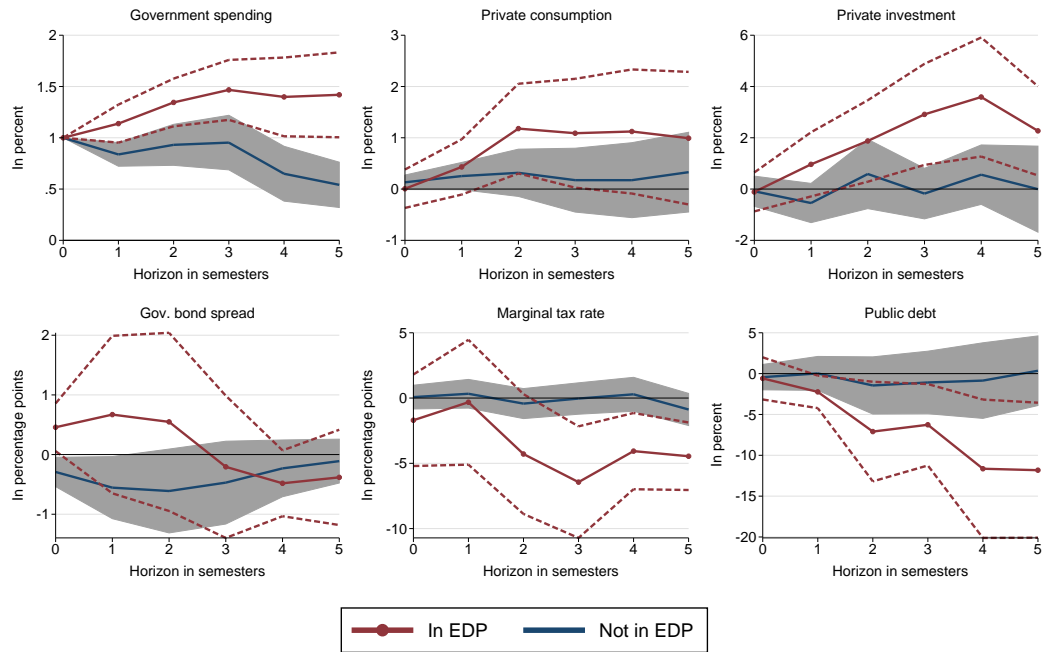 Government spending
In percent
2
1.5
1
.5
0
0 1 2 3 4 5
Horizon in semesters
Private consumption
In percent
3
2
1
0
-1
0 1 2 3 4 5
Horizon in semesters
Private investment
In percent
6
4
2
0
-2
0 1 2 3 4 5
Horizon in semesters
Gov. bond spread
In percentage points
2
1
0
-1
0 1 2 3 4 5
Horizon in semesters
Marginal tax rate
In percentage points
5
0
-5
-10
0 1 2 3 4 5
Horizon in semesters
Public debt
In percent
5
0
-5
-10
-15
-20
0 1 2 3 4 5
Horizon in semesters
In EDP Not in EDP